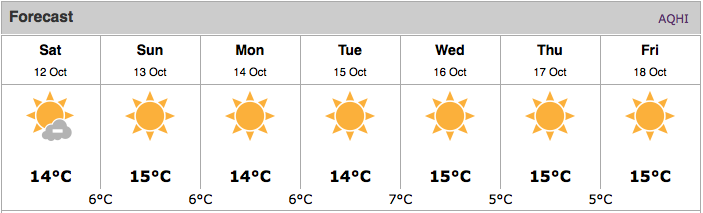 Forecast
AQHI
Sat Sun Mon Tue Wed Thu Fri
12 Oct 13 Oct 14 Oct 15 Oct 16 Oct 17 Oct 18 Oct
14°C 15°C 14°C 14°C 15°C 15°C 15°C
6°C 6°C 6°C 7°C 5°C 5°C